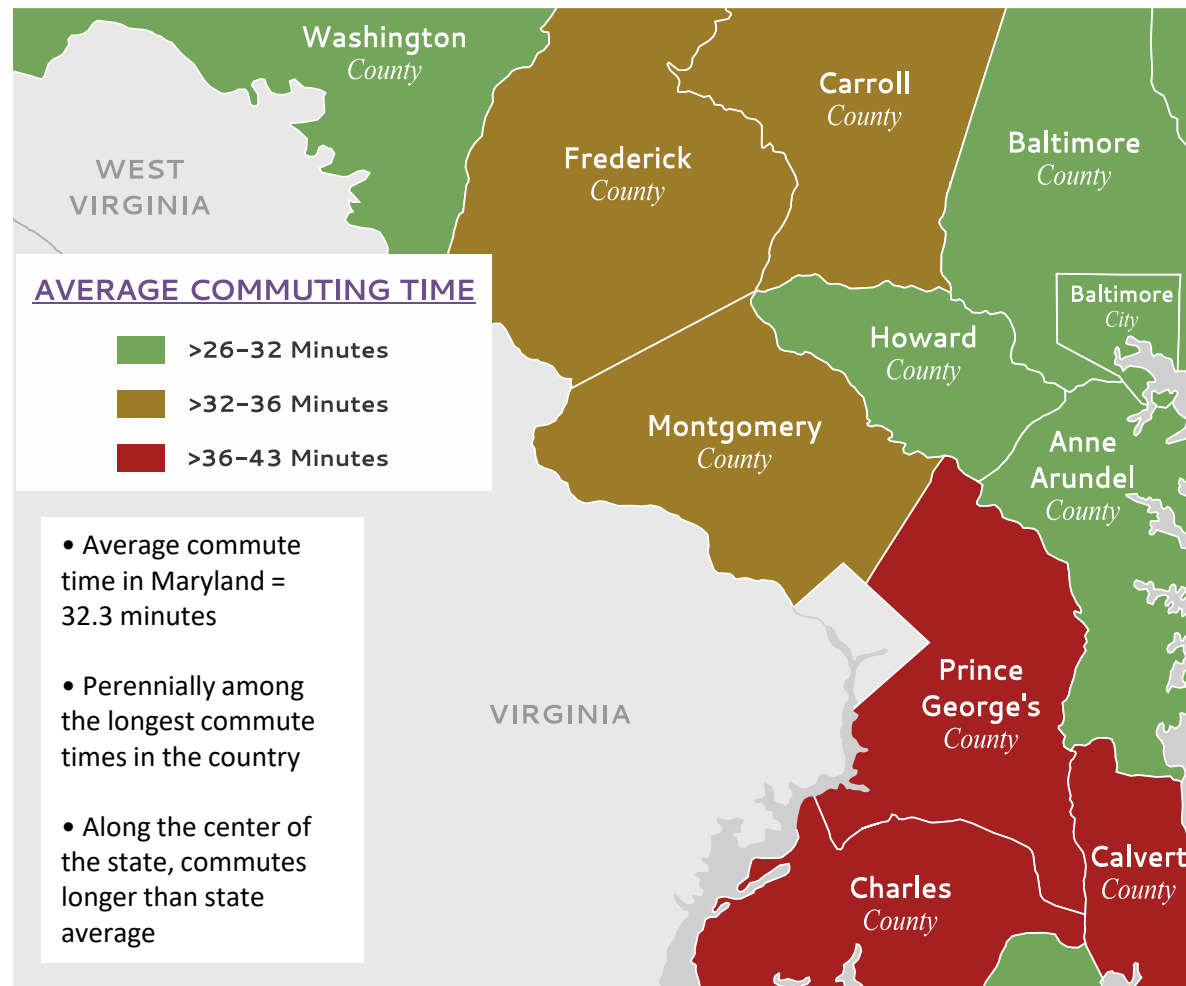 Washington
County
Carroll
County
Frederick
County
Baltimore
County
WEST
VIRGINIA
AVERAGE COMMUTING TIME
>26–32 Minutes
>32–36 Minutes
>36–43 Minutes
Baltimore
City
Howard
County
Montgomery
County
Anne
Arundel
County
• Average commute
time in Maryland =
32.3 minutes
• Perennially among
the longest commute
times in the country
• Along the center of
the state, commutes
longer than state
average
VIRGINIA
Prince
George's
County
Charles
County
Calvert
County